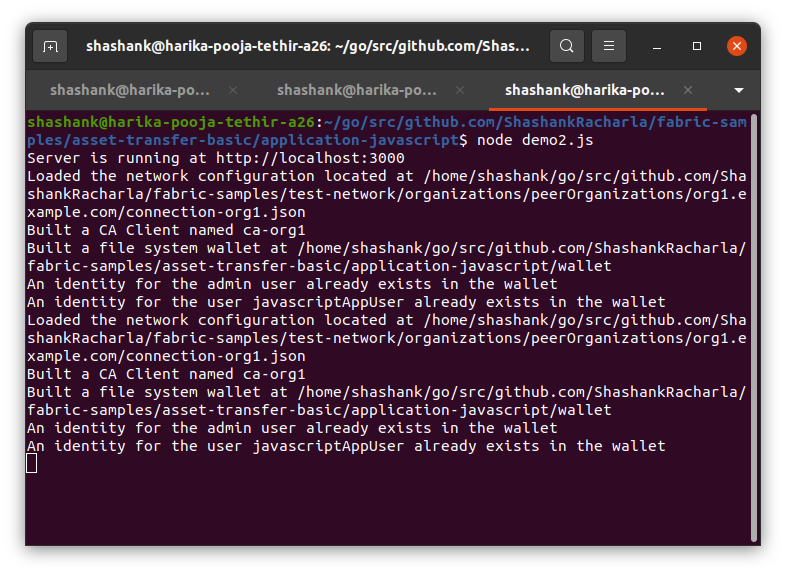 shashank@harika-pooja-tethir-a26: ~/go/src/github.com/Shas...
shashank@harika-po... shashank@harika-po... shashank@harika-po...
shashank@harika-pooja-tethir-a26:~/go/src/github.com/ShashankRacharla/fabric-sam
ples/asset-transfer-basic/application-javascript$ node demo2.js
Server is running at http://localhost:3000
Loaded the network configuration located at /home/shashank/go/src/github.com/Sha
shankRacharla/fabric-samples/test-network/organizations/peerOrganizations/org1.e
xample.com/connection-org1.json
Built a CA Client named ca-org1
Built a file system wallet at /home/shashank/go/src/github.com/ShashankRacharla/
fabric-samples/asset-transfer-basic/application-javascript/wallet
An identity for the admin user already exists in the wallet
An identity for the user javascriptAppUser already exists in the wallet
Loaded the network configuration located at /home/shashank/go/src/github.com/Sha
shankRacharla/fabric-samples/test-network/organizations/peerOrganizations/org1.e
xample.com/connection-org1.json
Built a CA Client named ca-org1
Built a file system wallet at /home/shashank/go/src/github.com/ShashankRacharla/
fabric-samples/asset-transfer-basic/application-javascript/wallet
An identity for the admin user already exists in the wallet
An identity for the user javascriptAppUser already exists in the wallet